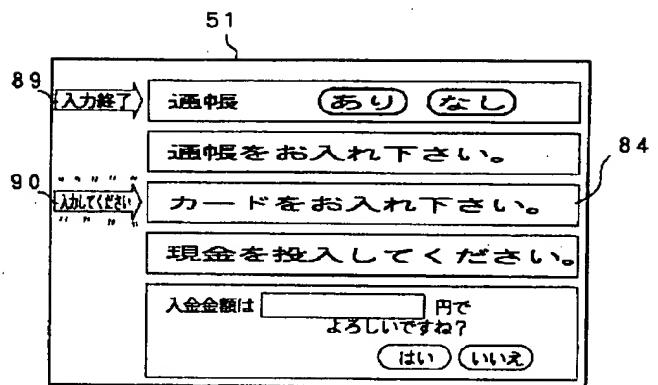 51
89 入力終了 通帳 あり なし
通帳をお入れ下さい。 84
90 入力してください カードをお入れ下さい。
現金を投入してください。
入金金額は 円で
よろしいですね?
はい いいえ